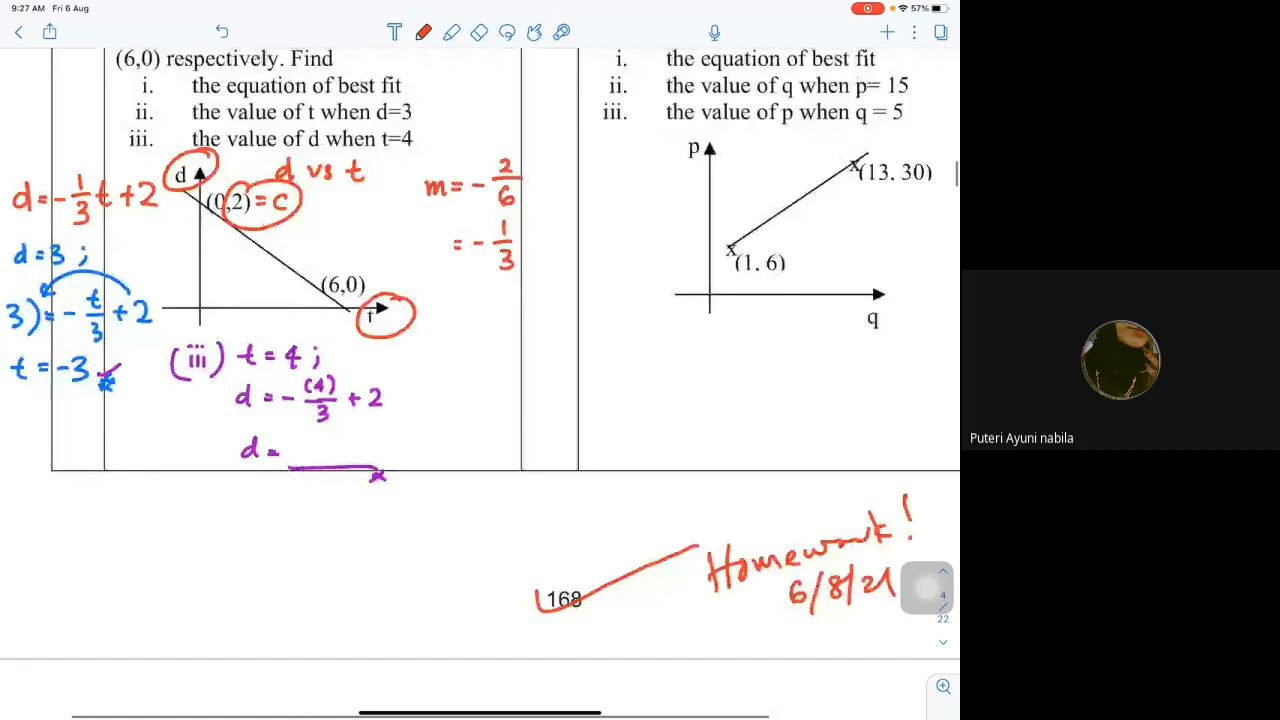 9:27 AM Fri 6 Aug
57%
(6,0) respectively. Find
i. the equation of best fit
ii. the value of t when d=3
iii. the value of d when t=4
d
d vs t
d = -1/3 t + 2
(0,2) = C
m = - 2/6
= - 1/3
d = 3 ;
(6,0)
3) = - t/3 + 2
t
t = -3
(iii) t = 4 ;
d = - (4)/3 + 2
d =
i. the equation of best fit
ii. the value of q when p= 15
iii. the value of p when q = 5
p
(13, 30)
(1, 6)
q
Homework!
6/8/21
168
4
22
Puteri Ayuni nabila